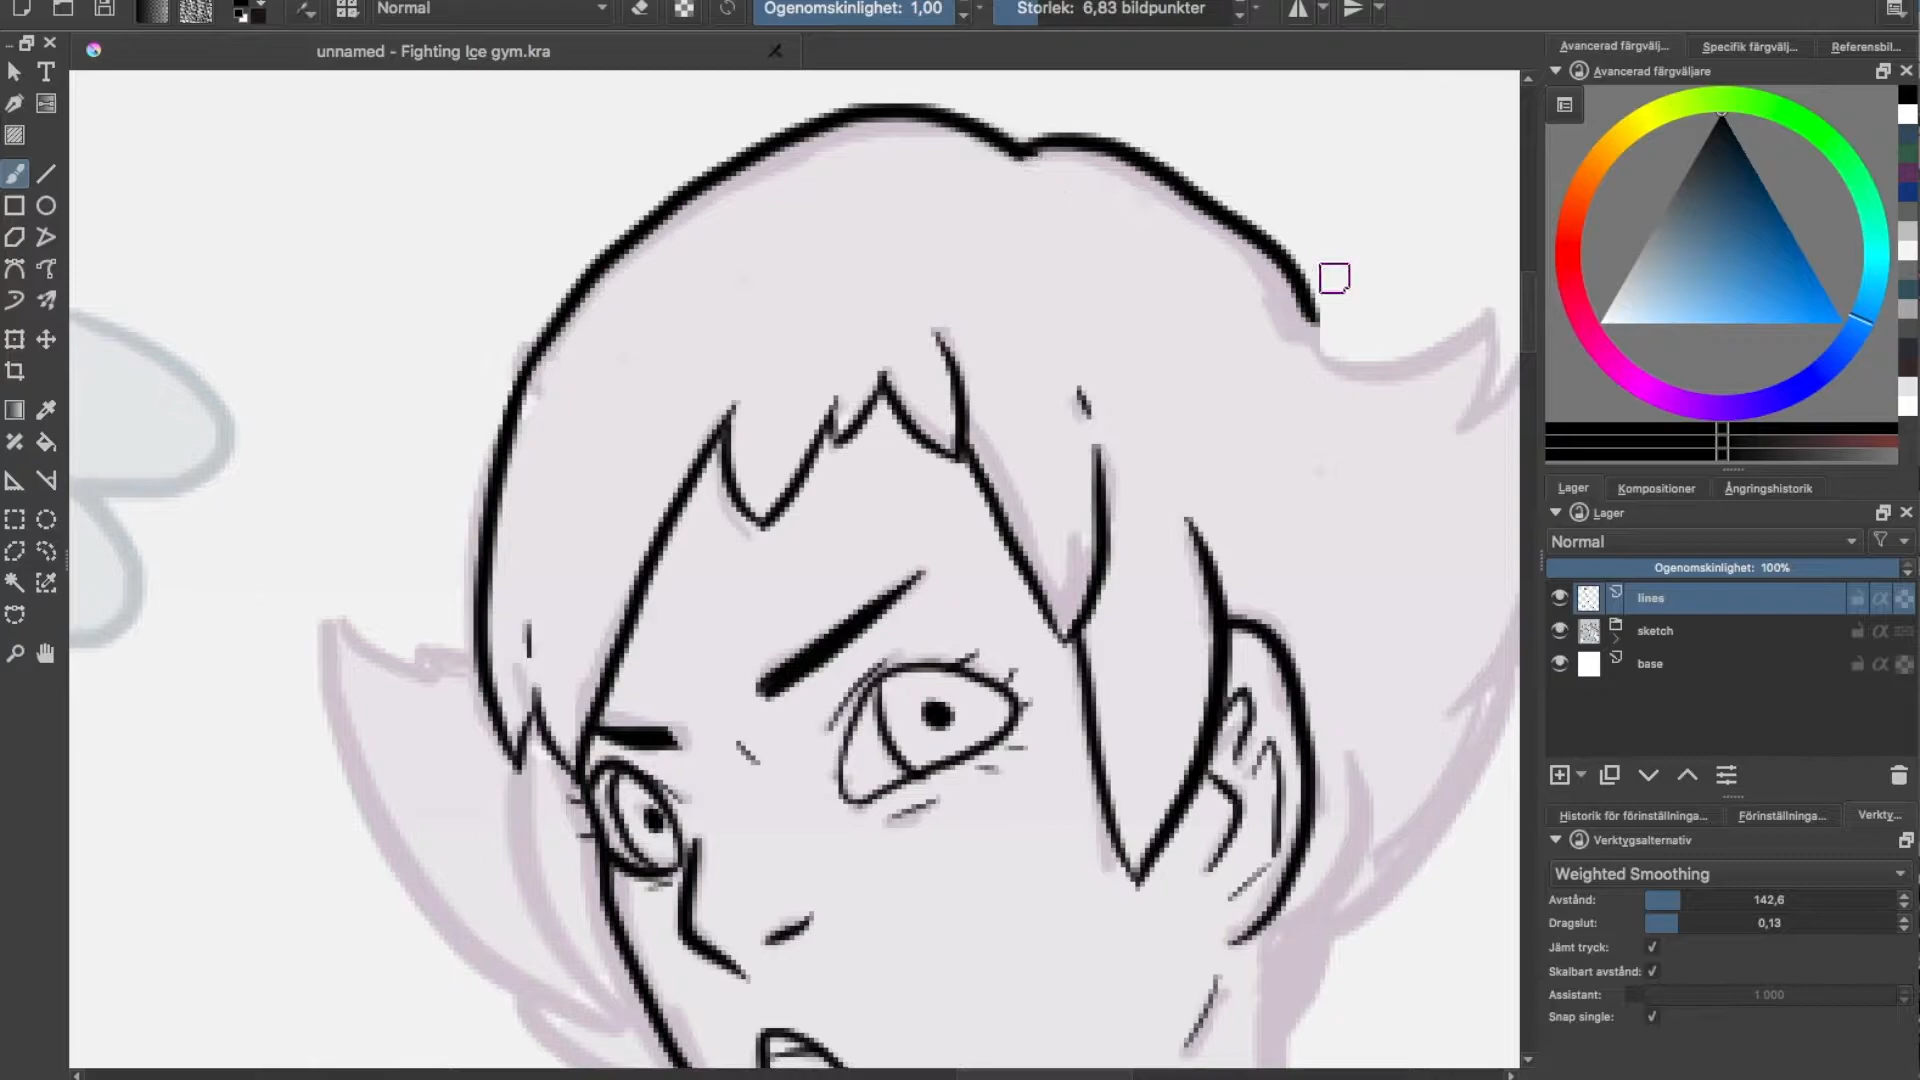 Normal
Ogenomskinlighet: 1,00
Storlek: 6,83 bildpunkter
unnamed - Fighting Ice gym.kra
Avancerad färgvälj...
Specifik färgvälj...
Referensbil...
Avancerad färgväljare
Lager
Kompositioner
Ångringshistorik
Lager
Normal
Ogenomskinlighet: 100%
lines
sketch
base
Historik för förinställninga...
Förinställninga...
Verkty...
Verktygsalternativ
Weighted Smoothing
Avstånd: 142,6
Dragslut: 0,13
Jämt tryck:
Skalbart avstånd:
Assistant: 1 000
Snap single: